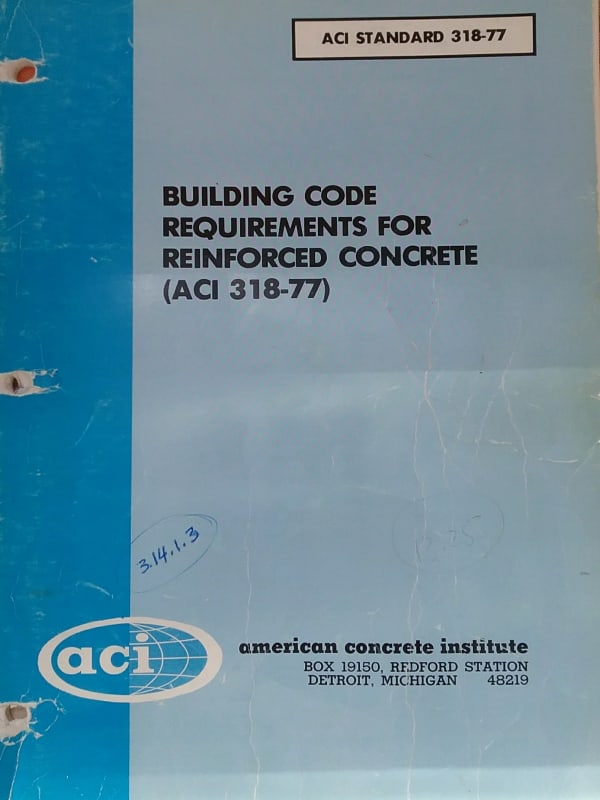 ACI STANDARD 318-77
BUILDING CODE
REQUIREMENTS FOR
REINFORCED CONCRETE
(ACI 318-77)
3.14.1.3
aci
american concrete institute
BOX 19150, REDFORD STATION
DETROIT, MICHIGAN 48219